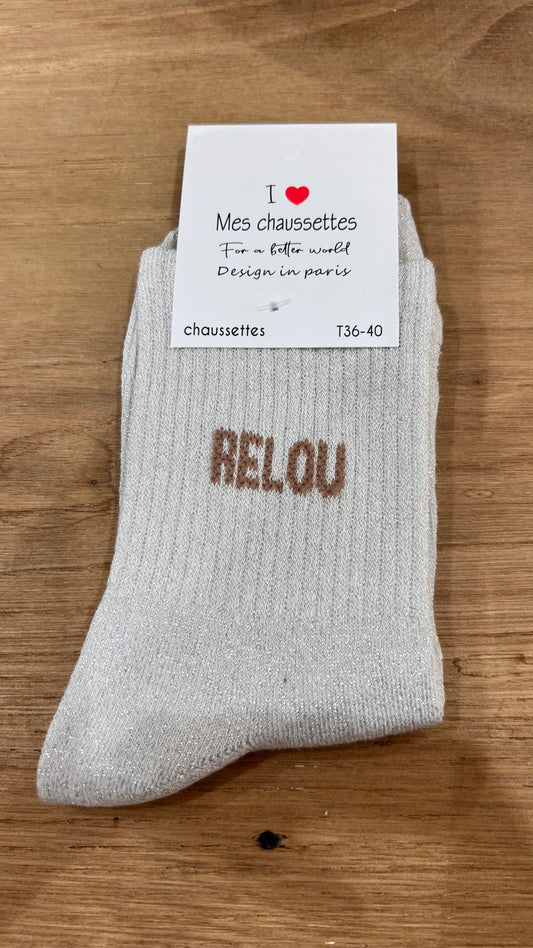 I ❤
Mes chaussettes
For a better world
Design in paris
chaussettes T36-40
RELOU